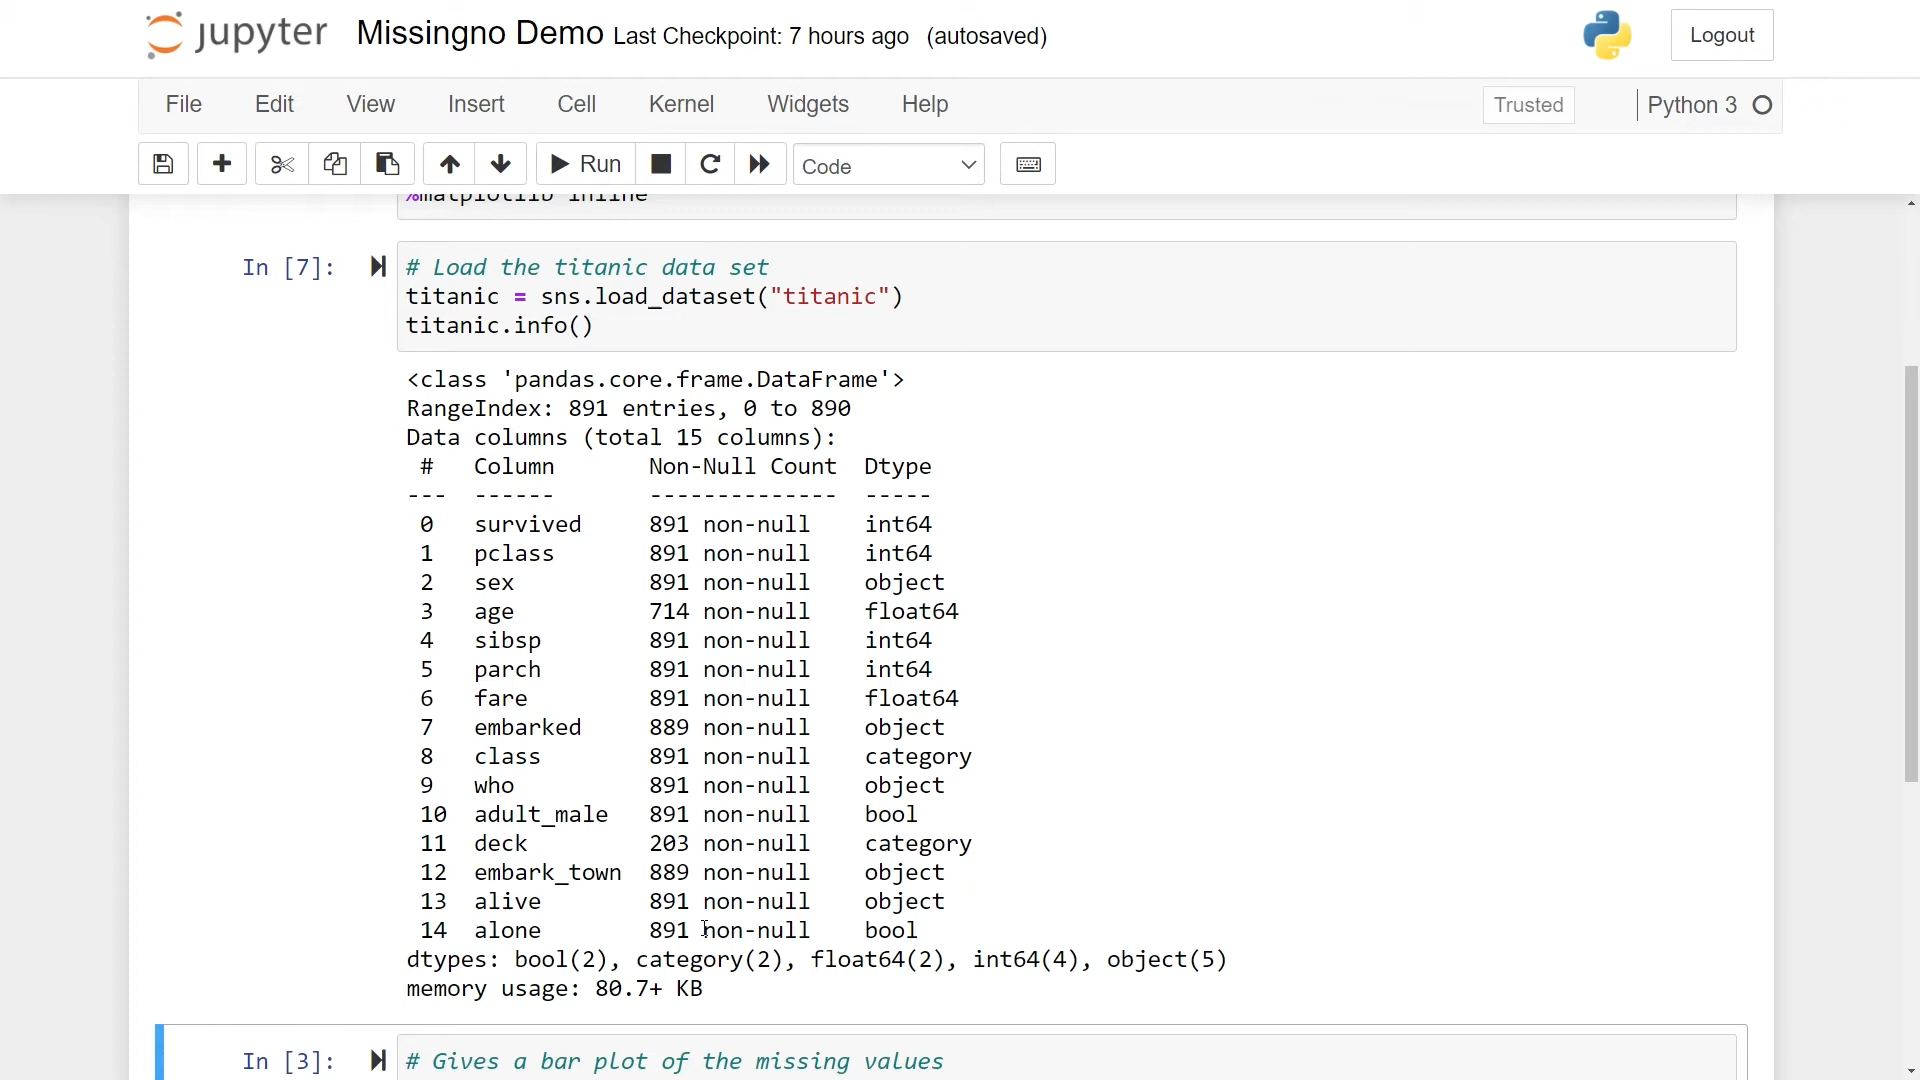 jupyter Missingno Demo Last Checkpoint: 7 hours ago (autosaved) Logout
File Edit View Insert Cell Kernel Widgets Help Trusted Python 3
Run Code
%matplotlib inline
In [7]: # Load the titanic data set
titanic = sns.load_dataset("titanic")
titanic.info()
<class 'pandas.core.frame.DataFrame'>
RangeIndex: 891 entries, 0 to 890
Data columns (total 15 columns):
# Column Non-Null Count Dtype
--- ------ -------------- -----
0 survived 891 non-null int64
1 pclass 891 non-null int64
2 sex 891 non-null object
3 age 714 non-null float64
4 sibsp 891 non-null int64
5 parch 891 non-null int64
6 fare 891 non-null float64
7 embarked 889 non-null object
8 class 891 non-null category
9 who 891 non-null object
10 adult_male 891 non-null bool
11 deck 203 non-null category
12 embark_town 889 non-null object
13 alive 891 non-null object
14 alone 891 non-null bool
dtypes: bool(2), category(2), float64(2), int64(4), object(5)
memory usage: 80.7+ KB
In [3]: # Gives a bar plot of the missing values